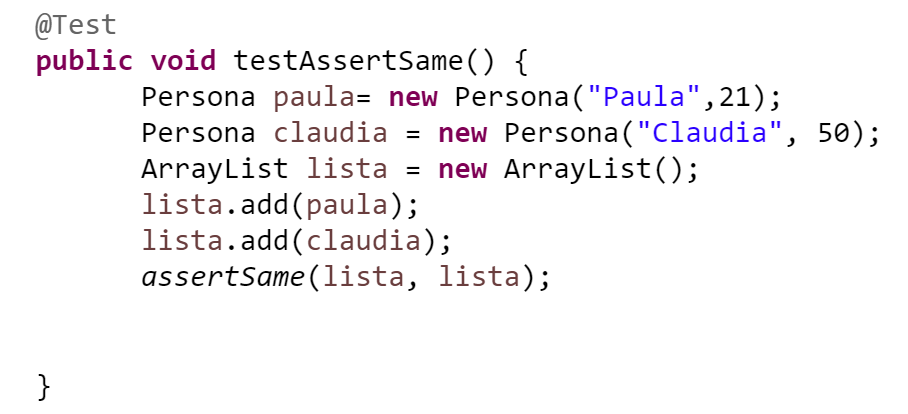 @Test
public void testAssertSame() {
Persona paula= new Persona("Paula",21);
Persona claudia = new Persona("Claudia", 50);
ArrayList lista = new ArrayList();
lista.add(paula);
lista.add(claudia);
assertSame(lista, lista);
}